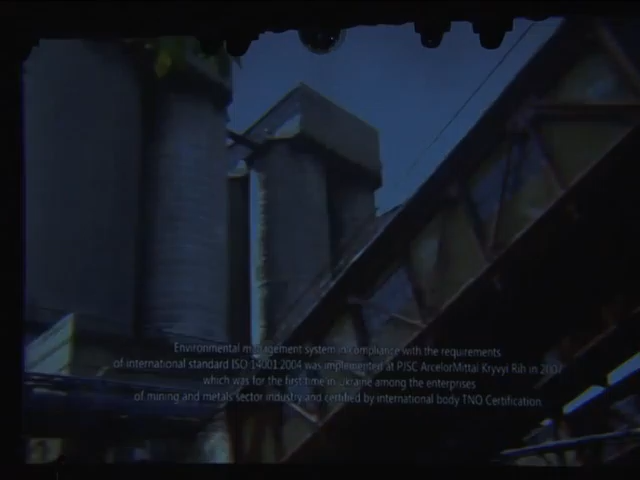 Environmental management system in compliance with the requirements
of international standard ISO 14001:2004 was implemented at PJSC ArcelorMittal Kryvyi Rih in 2007
which was for the first time in Ukraine among the enterprises
of mining and metals sector industry and certified by international body TNO Certification